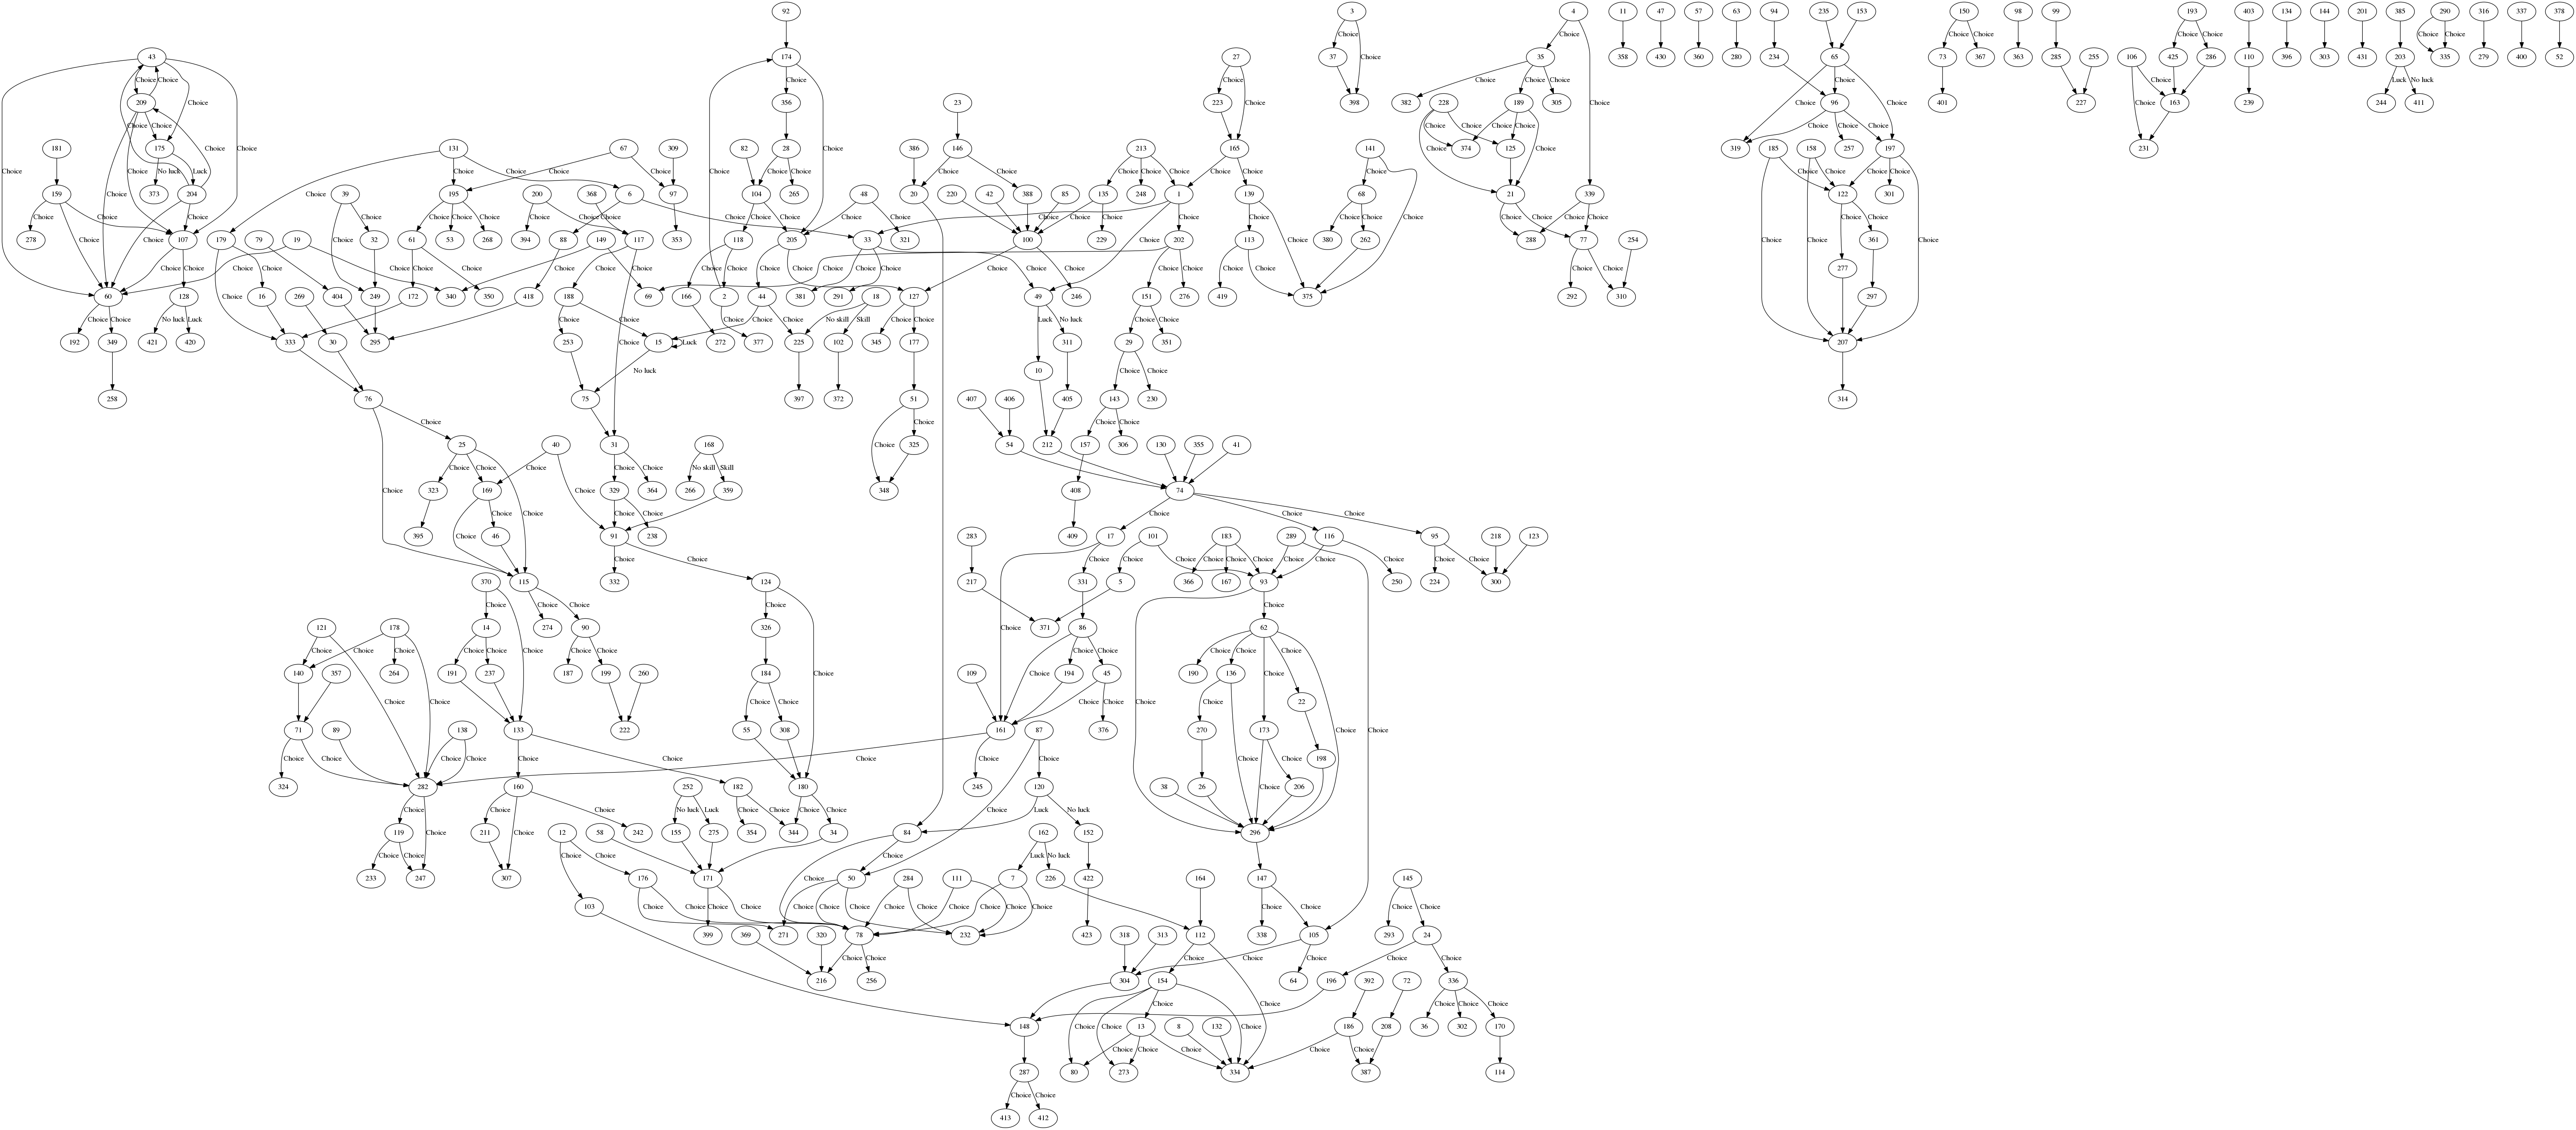 92 3 4 11 47 57 63 94 235 153 150 98 99 193 403 134 144 201 385 290 316 337 378
Choice Choice Choice Choice Choice Choice Choice
43 174 27 37 35 358 430 360 280 234 65 73 367 363 285 255 106 425 286 110 396 303 431 203 335 279 400 52
Choice Choice Choice Choice Choice Choice Choice Choice Choice Choice Choice Choice Choice Luck No luck
209 356 23 223 398 382 228 189 305 96 401 227 163 239 244 411
Choice Choice Choice Choice Choice Choice Choice Choice Choice Choice Choice Choice Choice
181 175 131 67 309 82 28 386 146 213 165 141 374 125 319 185 158 257 197 231
Choice No luck Luck Choice Choice Choice Choice Choice Choice Choice Choice Choice Choice Choice Choice Choice Choice Choice Choice Choice
159 373 204 39 195 200 368 6 97 104 265 48 20 220 42 388 85 135 248 1 139 68 21 339 122 301
Choice Choice Choice Choice Choice Choice Choice Choice Choice Choice Choice Choice Choice Choice Choice Choice Choice Choice Choice Choice Choice Choice Choice Choice
278 107 179 79 19 32 61 53 268 394 88 149 117 353 118 205 33 321 100 229 202 113 380 262 288 77 254 361
Choice Choice Choice Choice Choice Choice Choice Choice Choice Choice Choice Choice Choice Choice Choice Choice Choice Choice Choice Choice
277
60 128 16 269 404 249 340 172 350 418 188 69 166 2 44 381 291 18 127 49 246 151 276 419 375 292 310 297
Choice Choice No luck Luck Choice Choice Choice Choice Choice Choice Choice No skill Skill Choice Choice Luck No luck Choice Choice
192 349 421 420 333 30 295 253 15 Luck 272 377 225 102 345 177 311 29 351 207
No luck Choice Choice
10
258 76 75 397 372 51 407 406 405 143 230 314
Choice Choice Choice Choice Choice
25 40 31 168 325 54 212 157 306 130 355 41
Choice Choice Choice Choice Choice Choice No skill Skill
323 169 329 364 266 359 348 408 74
Choice Choice Choice Choice Choice Choice Choice Choice
395 46 91 238 283 17 409 101 183 289 116 95 218 123
Choice Choice Choice Choice Choice Choice Choice Choice Choice Choice Choice Choice
370 115 332 124 217 331 5 366 167 93 250 224 300
Choice Choice Choice Choice Choice
121 178 14 274 90 326 371 86 62
Choice Choice Choice Choice Choice Choice Choice Choice Choice Choice Choice Choice Choice Choice Choice Choice
140 357 264 191 237 187 199 260 184 109 194 45 190 136
Choice Choice Choice Choice Choice Choice
22
71 89 138 133 222 55 308 161 87 376 270 173
Choice Choice Choice Choice Choice Choice Choice Choice Choice Choice Choice Choice Choice
198
324 282 160 182 252 180 245 120 38 26 206
Choice Choice Choice Choice Choice Choice No luck Luck Choice Choice Choice Luck No luck
119 211 242 12 58 155 275 354 344 34 84 162 152 296
Choice Choice Choice Choice Choice Luck No luck
233 247 307 176 171 50 284 111 7 226 422 164 147 145
Choice Choice Choice Choice Choice Choice Choice Choice Choice Choice Choice Choice Choice Choice Choice Choice Choice
103
399 369 320 271 78 232 423 318 313 112 338 105 293 24
Choice Choice Choice Choice Choice Choice Choice
216 256 304 154 64 196 392 72 336
Choice Choice Choice Choice Choice Choice Choice Choice
148 13 8 132 186 208 36 302 170
Choice Choice Choice Choice Choice
287 80 273 334 387 114
Choice Choice
413 412